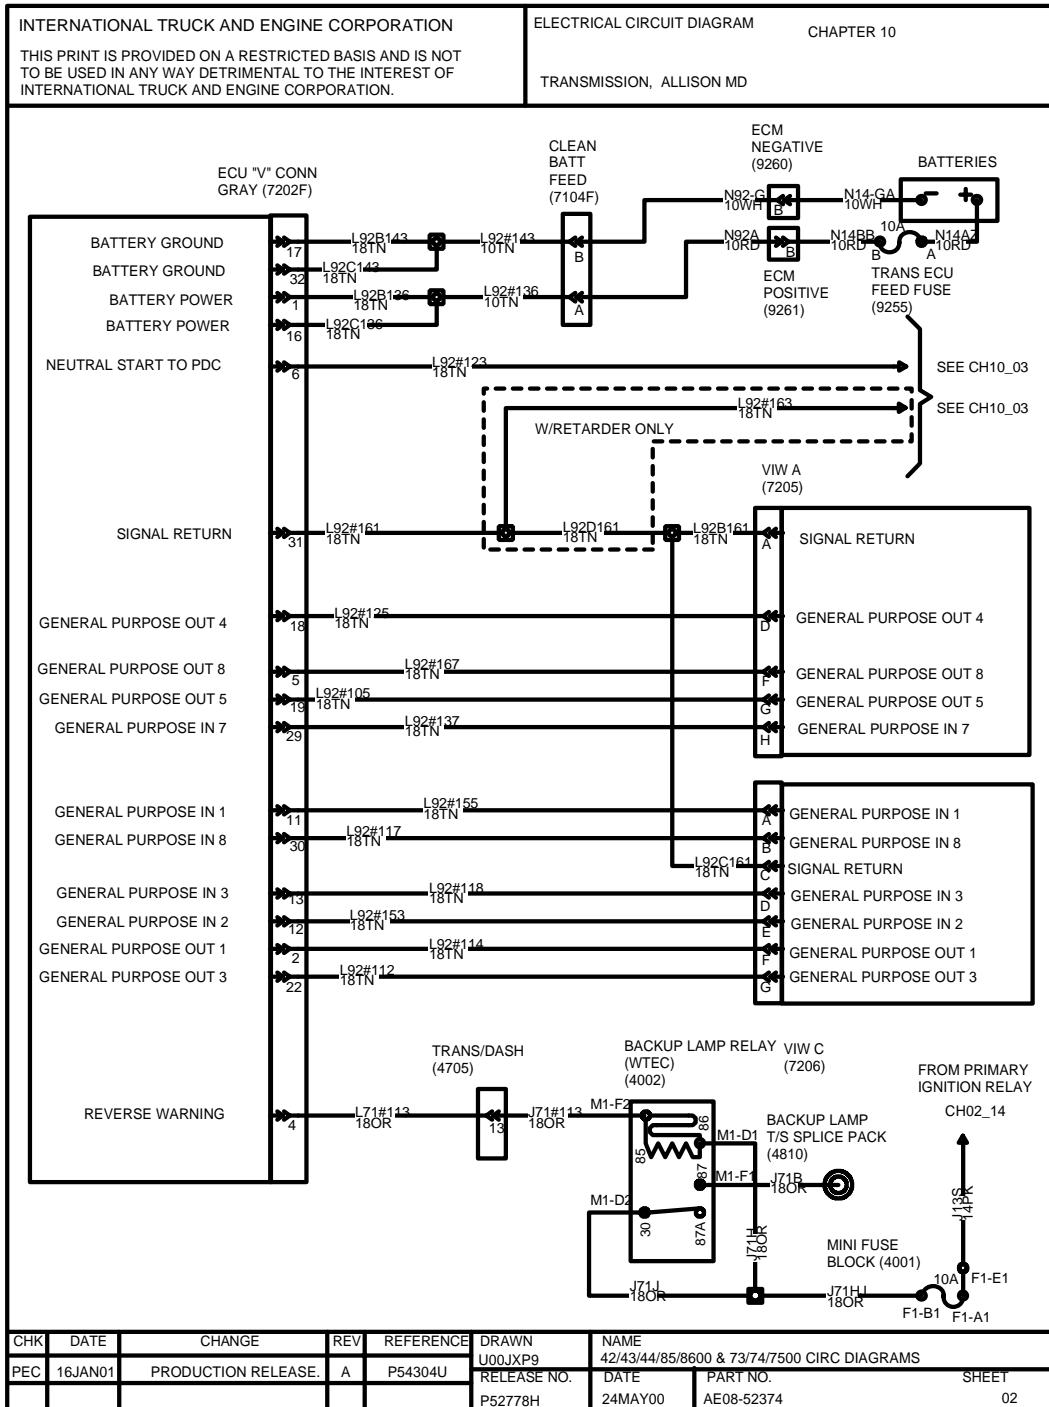 INTERNATIONAL TRUCK AND ENGINE CORPORATION
THIS PRINT IS PROVIDED ON A RESTRICTED BASIS AND IS NOT
TO BE USED IN ANY WAY DETRIMENTAL TO THE INTEREST OF
INTERNATIONAL TRUCK AND ENGINE CORPORATION.
ELECTRICAL CIRCUIT DIAGRAM
CHAPTER 10
TRANSMISSION, ALLISON MD
ECU "V" CONN
GRAY (7202F)
CLEAN
BATT
FEED
(7104F)
ECM
NEGATIVE
(9260)
BATTERIES
N92-G
10WH
B
N14-GA
10WH
- +
BATTERY GROUND
17
L92B143
18TN
L92#143
10TN
B
N92A
10RD
B
N14BB
10RD
B
10A
A
N14AZ
10RD
BATTERY GROUND
32
L92C143
18TN
ECM
POSITIVE
(9261)
TRANS ECU
FEED FUSE
(9255)
BATTERY POWER
1
L92B136
18TN
L92#136
10TN
A
BATTERY POWER
16
L92C136
18TN
NEUTRAL START TO PDC
6
L92#123
18TN
SEE CH10_03
L92#163
18TN
SEE CH10_03
W/RETARDER ONLY
VIW A
(7205)
SIGNAL RETURN
31
L92#161
18TN
L92D161
18TN
L92B161
18TN
A
SIGNAL RETURN
GENERAL PURPOSE OUT 4
18
L92#125
18TN
D
GENERAL PURPOSE OUT 4
GENERAL PURPOSE OUT 8
5
L92#167
18TN
F
GENERAL PURPOSE OUT 8
GENERAL PURPOSE OUT 5
19
L92#105
18TN
G
GENERAL PURPOSE OUT 5
GENERAL PURPOSE IN 7
29
L92#137
18TN
H
GENERAL PURPOSE IN 7
GENERAL PURPOSE IN 1
11
L92#155
18TN
A
GENERAL PURPOSE IN 1
GENERAL PURPOSE IN 8
30
L92#117
18TN
B
GENERAL PURPOSE IN 8
L92C161
18TN
C
SIGNAL RETURN
GENERAL PURPOSE IN 3
13
L92#118
18TN
D
GENERAL PURPOSE IN 3
GENERAL PURPOSE IN 2
12
L92#153
18TN
E
GENERAL PURPOSE IN 2
GENERAL PURPOSE OUT 1
2
L92#114
18TN
F
GENERAL PURPOSE OUT 1
GENERAL PURPOSE OUT 3
22
L92#112
18TN
G
GENERAL PURPOSE OUT 3
TRANS/DASH
(4705)
BACKUP LAMP RELAY
(WTEC)
(4002)
VIW C
(7206)
FROM PRIMARY
IGNITION RELAY
CH02_14
REVERSE WARNING
4
L71#113
18OR
13
J71#113
18OR
M1-F2
85
86
M1-D1
BACKUP LAMP
T/S SPLICE PACK
(4810)
87
M1-F1
J71B
18OR
M1-D2
30
87A
J71H
18OR
J13S
14PK
MINI FUSE
BLOCK (4001)
J71J
18OR
J71HJ
18OR
10A
F1-E1
F1-B1
F1-A1
CHK DATE CHANGE REV REFERENCE
PEC 16JAN01 PRODUCTION RELEASE. A P54304U
DRAWN
U00JXP9
NAME
42/43/44/85/8600 & 73/74/7500 CIRC DIAGRAMS
RELEASE NO.
P52778H
DATE
24MAY00
PART NO.
AE08-52374
SHEET
02